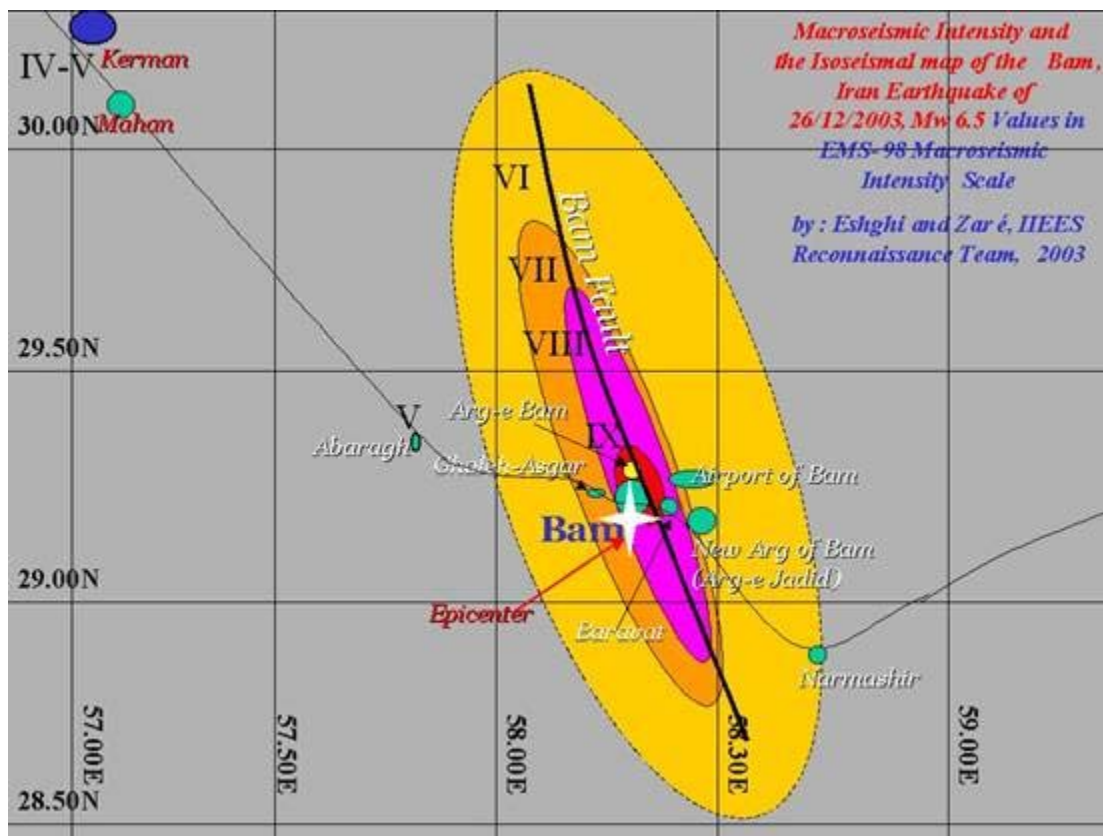 Macroseismic Intensity and
the Isoseismal map of the Bam,
Iran Earthquake of
26/12/2003, Mw 6.5 Values in
EMS-98 Macroseismic
Intensity Scale
by : Eshghi and Zar é, IIEES
Reconnaissance Team, 2003
IV-V
Kerman
Mahan
30.00N
VI
Bam Fault
VII
VIII
29.50N
V
Arg-e Bam
IX
Abaragh
Gholeh-Asgar
Airport of Bam
Bam
New Arg of Bam
(Arg-e Jadid)
29.00N
Epicenter
Baravat
Narmashir
57.00E
57.50E
58.00E
58.30E
59.00E
28.50N